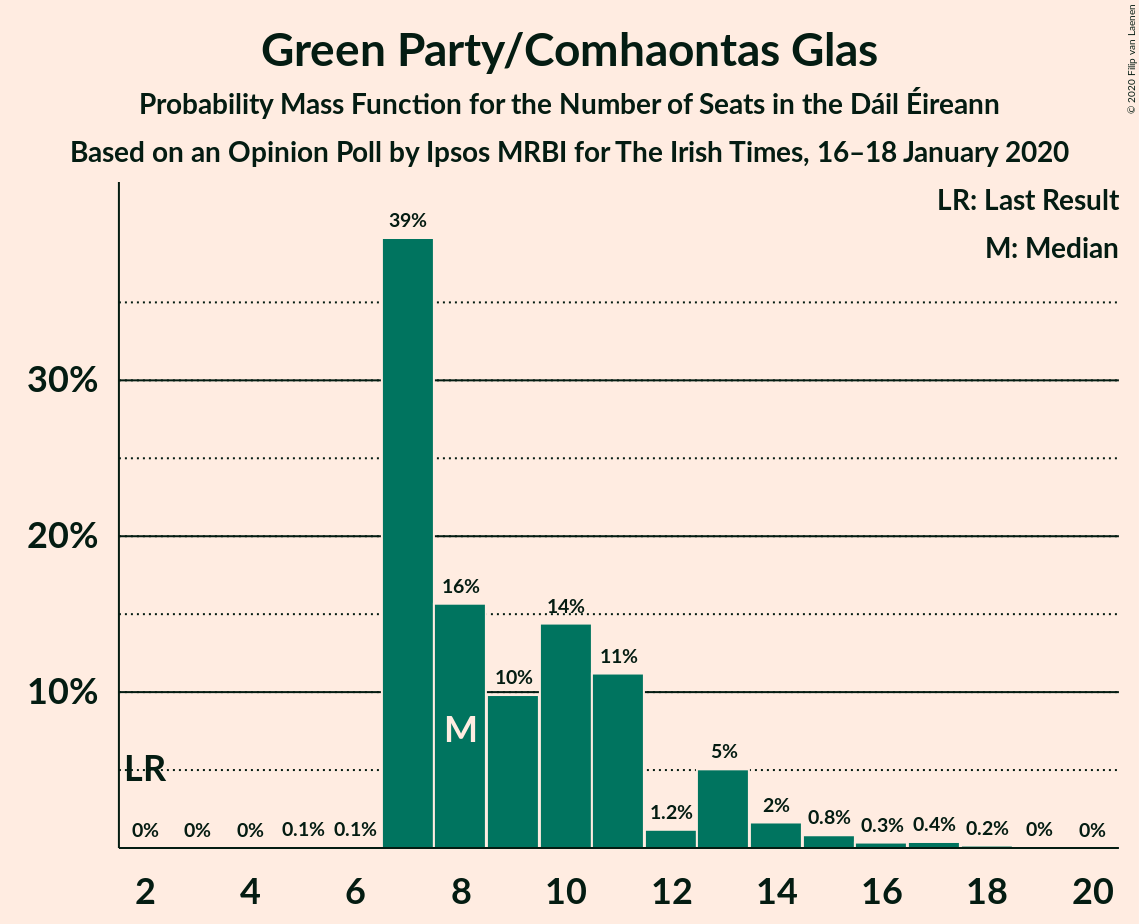 Green Party/Comhaontas Glas
Probability Mass Function for the Number of Seats in the Dáil Éireann
Based on an Opinion Poll by Ipsos MRBI for The Irish Times, 16–18 January 2020
© 2020 Filip van Laenen
LR: Last Result
M: Median
39%
30%
20%
16%
14%
11%
10%
10%
M
5%
LR
2%
1.2%
0.8%
0% 0% 0% 0.1% 0.1% 0.3% 0.4% 0.2% 0% 0%
2 4 6 8 10 12 14 16 18 20